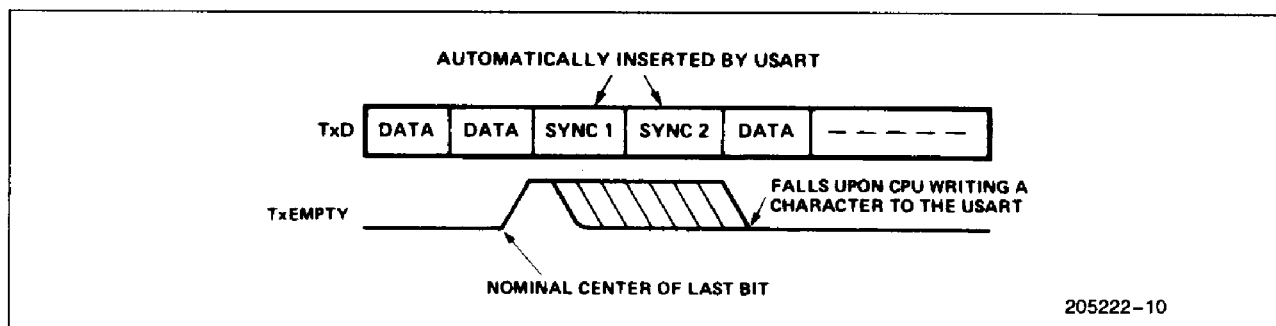 AUTOMATICALLY INSERTED BY USART
TxD DATA DATA SYNC 1 SYNC 2 DATA – – – – – –
TxEMPTY
FALLS UPON CPU WRITING A
CHARACTER TO THE USART
NOMINAL CENTER OF LAST BIT
205222-10